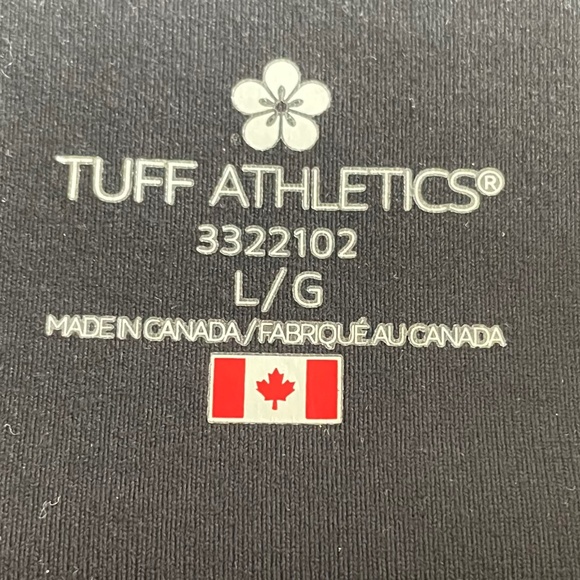 TUFF ATHLETICS®
3322102
L/G
MADE IN CANADA/FABRIQUÉ AU CANADA